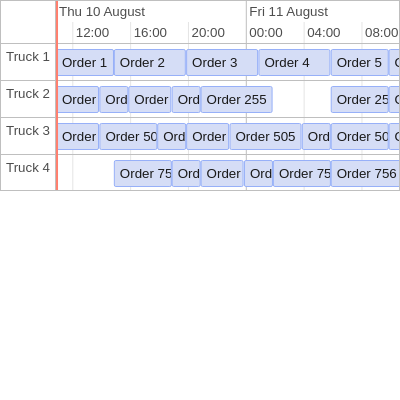 Thu 10 August Fri 11 August
12:00 16:00 20:00 00:00 04:00 08:00
Truck 1 Order 1 Order 2 Order 3 Order 4 Order 5
Truck 2 Order Ord Order Ord Order 255 Order 25
Truck 3 Order Order 50 Ord Order Order 505 Ord Order 50
Truck 4 Order 75 Ord Order Ord Order 75 Order 756